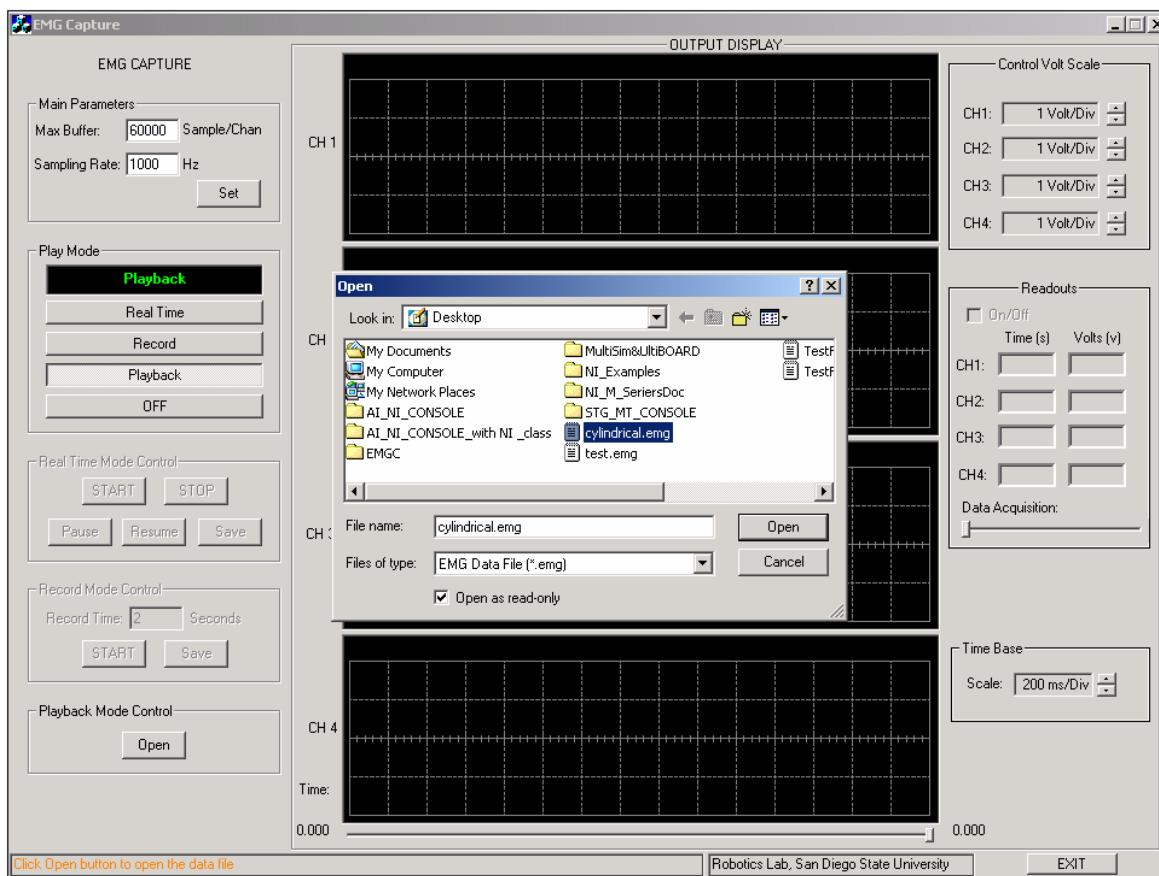 EMG Capture
EMG CAPTURE
Main Parameters
Max Buffer: 60000 Sample/Chan
Sampling Rate: 1000 Hz
Set
Play Mode
Playback
Real Time
Record
Playback
OFF
Real Time Mode Control
START STOP
Pause Resume Save
Record Mode Control
Record Time: 2 Seconds
START Save
Playback Mode Control
Open
OUTPUT DISPLAY
CH 1
CH
CH 3
CH 4
Time:
0.000 0.000
Open
Look in: Desktop
My Documents
My Computer
My Network Places
AI_NI_CONSOLE
AI_NI_CONSOLE_with NI _class
EMGC
MultiSim&UltiBOARD
NI_Examples
NI_M_SeriersDoc
STG_MT_CONSOLE
cylindrical.emg
test.emg
TestF
TestF
File name: cylindrical.emg Open
Files of type: EMG Data File (*.emg) Cancel
Open as read-only
Control Volt Scale
CH1: 1 Volt/Div
CH2: 1 Volt/Div
CH3: 1 Volt/Div
CH4: 1 Volt/Div
Readouts
On/Off
Time (s) Volts (v)
CH1:
CH2:
CH3:
CH4:
Data Acquisition:
Time Base
Scale: 200 ms/Div
Click Open button to open the data file
Robotics Lab, San Diego State University
EXIT